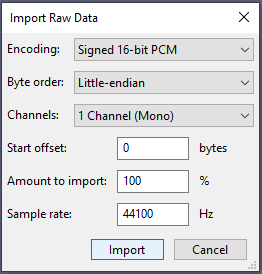 Import Raw Data
Encoding: Signed 16-bit PCM
Byte order: Little-endian
Channels: 1 Channel (Mono)
Start offset: 0 bytes
Amount to import: 100 %
Sample rate: 44100 Hz
Import Cancel